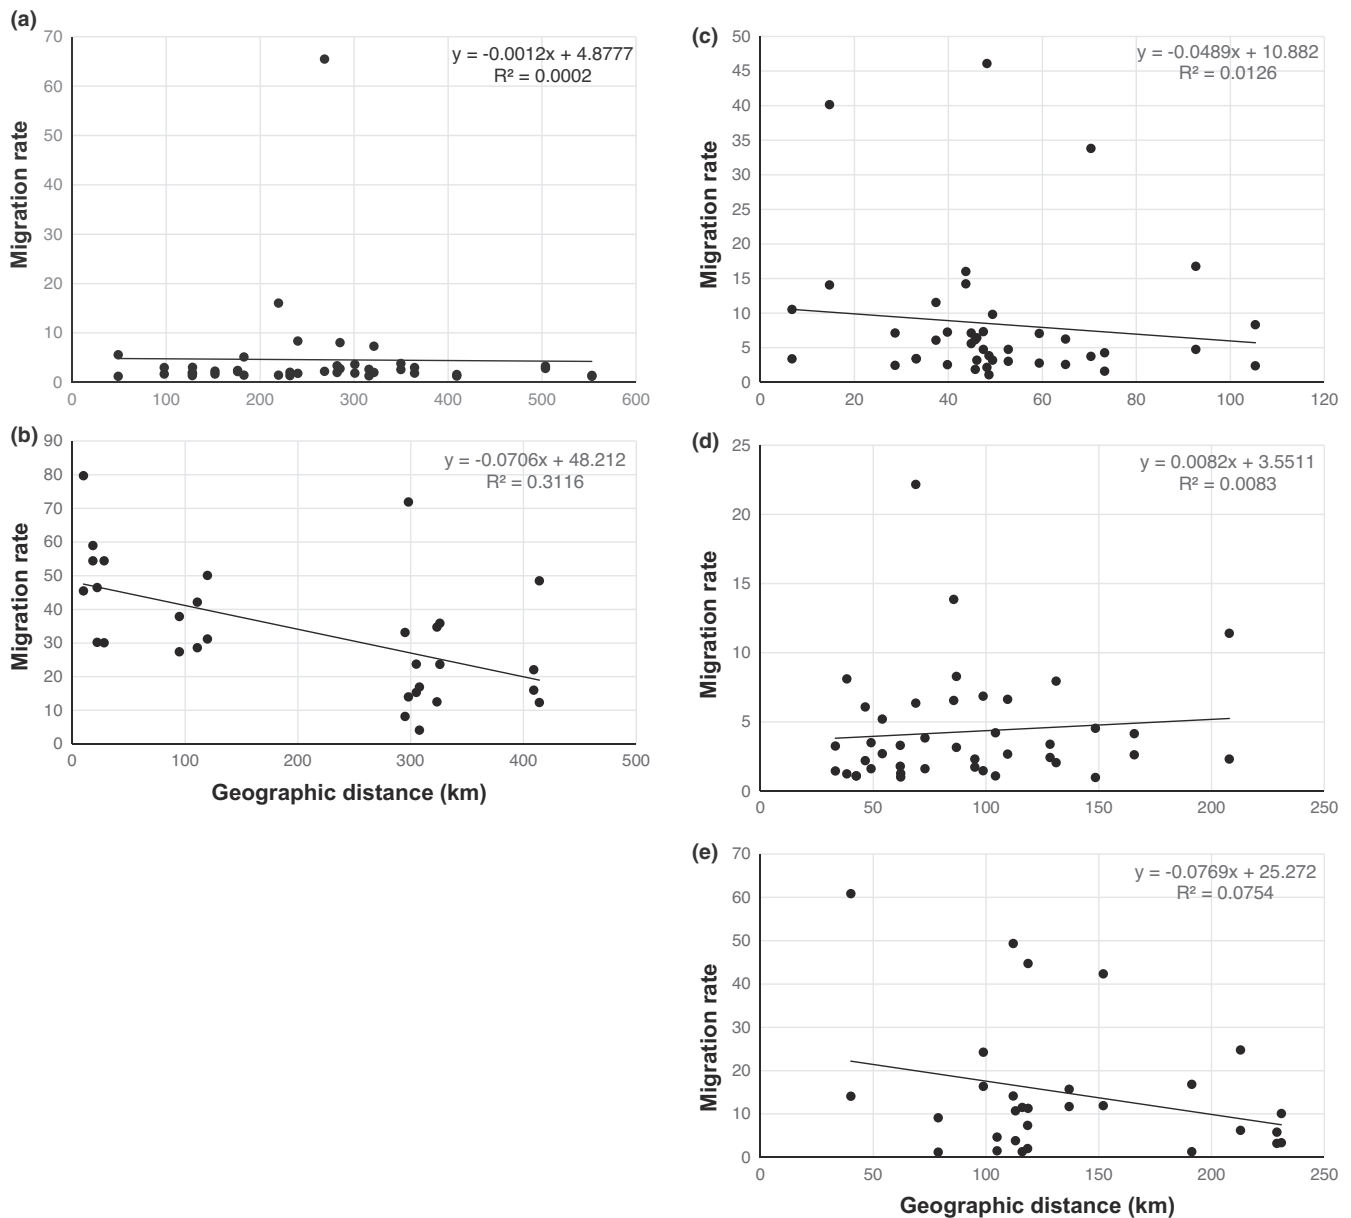 (a)
70
60
50
40
30
20
10
0
Migration rate
y = -0.0012x + 4.8777
R² = 0.0002
0 100 200 300 400 500 600
(b)
90
80
70
60
50
40
30
20
10
0
Migration rate
y = -0.0706x + 48.212
R² = 0.3116
0 100 200 300 400 500
Geographic distance (km)
(c)
50
45
40
35
30
25
20
15
10
5
0
Migration rate
y = -0.0489x + 10.882
R² = 0.0126
0 20 40 60 80 100 120
(d)
25
20
15
10
5
0
Migration rate
y = 0.0082x + 3.5511
R² = 0.0083
0 50 100 150 200 250
(e)
70
60
50
40
30
20
10
0
Migration rate
y = -0.0769x + 25.272
R² = 0.0754
0 50 100 150 200 250
Geographic distance (km)